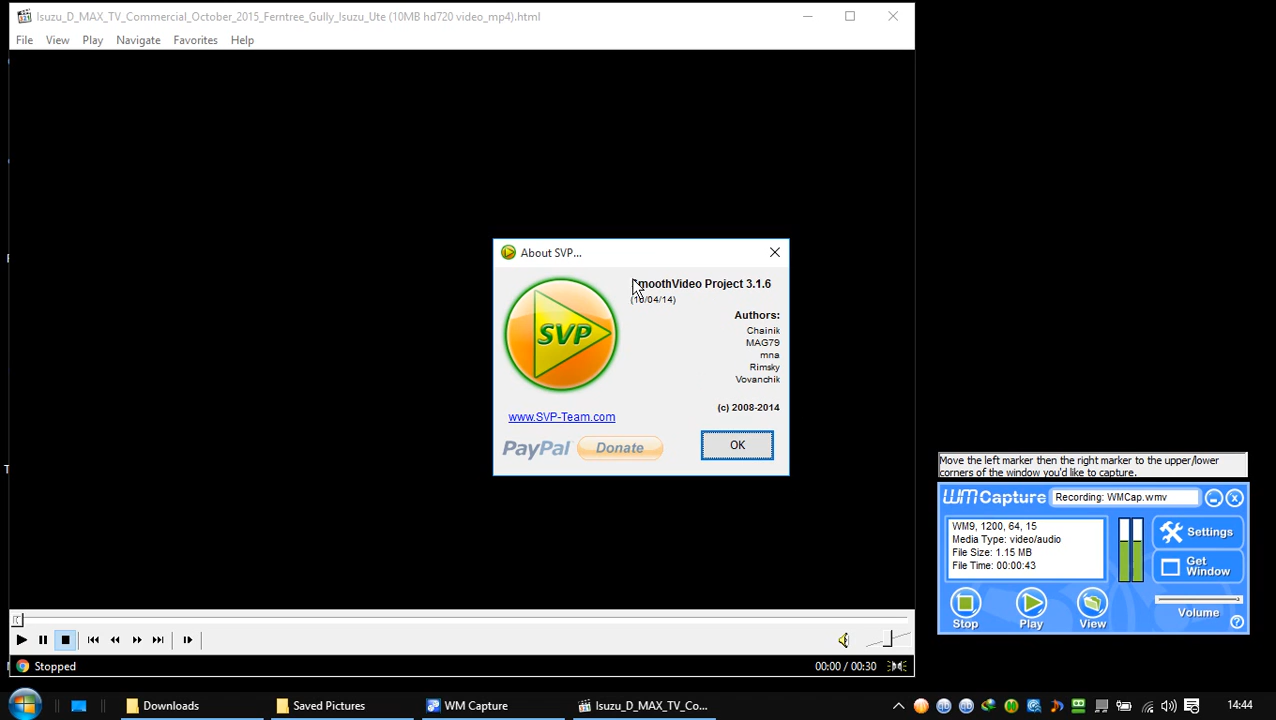 Isuzu_D_MAX_TV_Commercial_October_2015_Ferntree_Gully_Isuzu_Ute (10MB hd720 video_mp4).html
File View Play Navigate Favorites Help
About SVP...
SmoothVideo Project 3.1.6
Authors:
Chainik
MAG79
mna
Rimsky
Vovanchik
SVP
(c) 2008-2014
www.SVP-Team.com
PayPal Donate
OK
Move the left marker then the right marker to the upper/lower
corners of the window you'd like to capture.
WM Capture Recording: WMCap.wmv
WM9, 1200, 64, 15
Media Type: video/audio
File Size: 1.15 MB
File Time: 00:00:43
Settings
Get
Window
Stop Play View
Volume
Stopped
00:00 / 00:30
Downloads
Saved Pictures
WM Capture
Isuzu_D_MAX_TV_Co...
14:44